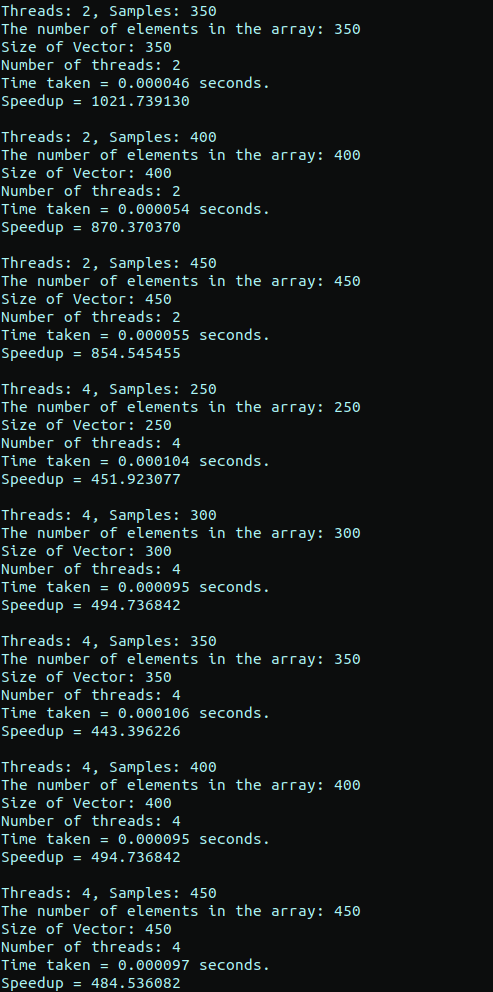 Threads: 2, Samples: 350
The number of elements in the array: 350
Size of Vector: 350
Number of threads: 2
Time taken = 0.000046 seconds.
Speedup = 1021.739130
Threads: 2, Samples: 400
The number of elements in the array: 400
Size of Vector: 400
Number of threads: 2
Time taken = 0.000054 seconds.
Speedup = 870.370370
Threads: 2, Samples: 450
The number of elements in the array: 450
Size of Vector: 450
Number of threads: 2
Time taken = 0.000055 seconds.
Speedup = 854.545455
Threads: 4, Samples: 250
The number of elements in the array: 250
Size of Vector: 250
Number of threads: 4
Time taken = 0.000104 seconds.
Speedup = 451.923077
Threads: 4, Samples: 300
The number of elements in the array: 300
Size of Vector: 300
Number of threads: 4
Time taken = 0.000095 seconds.
Speedup = 494.736842
Threads: 4, Samples: 350
The number of elements in the array: 350
Size of Vector: 350
Number of threads: 4
Time taken = 0.000106 seconds.
Speedup = 443.396226
Threads: 4, Samples: 400
The number of elements in the array: 400
Size of Vector: 400
Number of threads: 4
Time taken = 0.000095 seconds.
Speedup = 494.736842
Threads: 4, Samples: 450
The number of elements in the array: 450
Size of Vector: 450
Number of threads: 4
Time taken = 0.000097 seconds.
Speedup = 484.536082